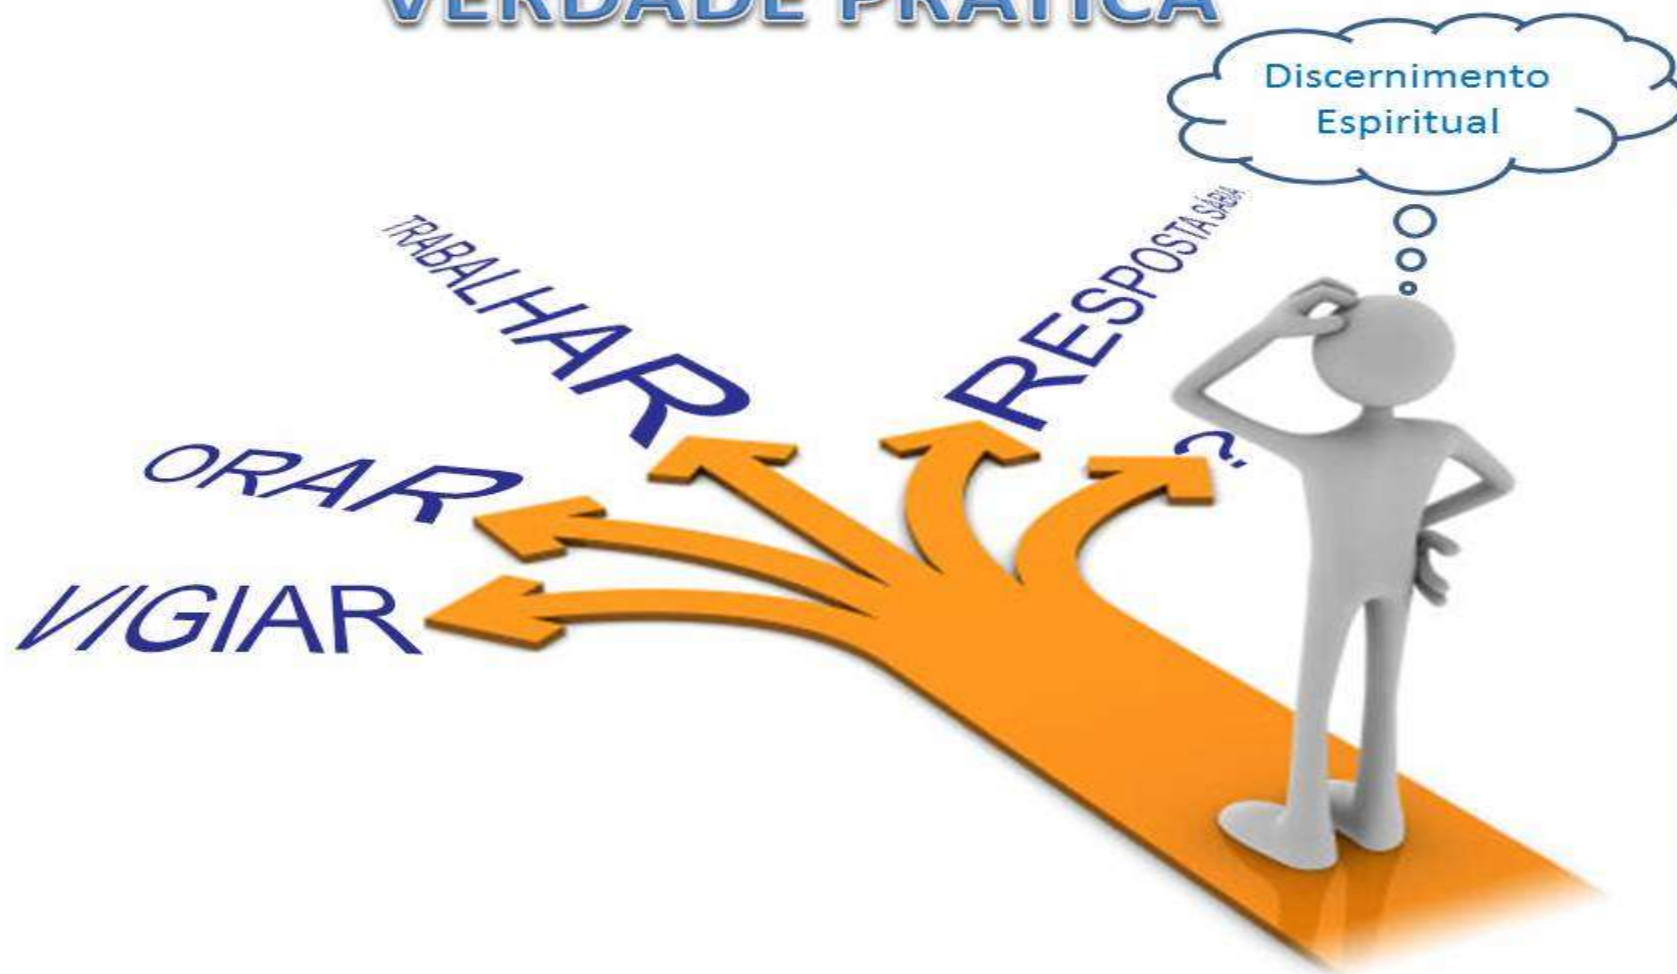 VERDADE PRÁTICA
Discernimento
Espiritual
TRABALHAR
RESPOSTA SÁBIA
ORAR
?
VIGIAR